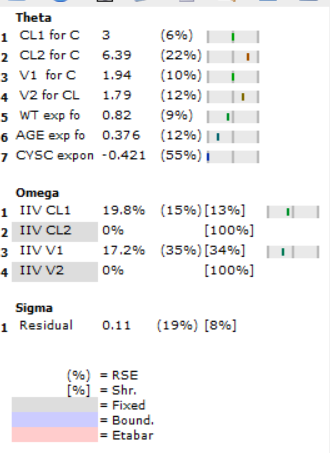 Theta
1 CL1 for C 3 (6%)
2 CL2 for C 6.39 (22%)
3 V1 for C 1.94 (10%)
4 V2 for CL 1.79 (12%)
5 WT exp fo 0.82 (9%)
6 AGE exp fo 0.376 (12%)
7 CYSC expon -0.421 (55%)
Omega
1 IIV CL1 19.8% (15%) [13%]
2 IIV CL2 0% [100%]
3 IIV V1 17.2% (35%) [34%]
4 IIV V2 0% [100%]
Sigma
1 Residual 0.11 (19%) [8%]
(%) = RSE
[%] = Shr.
= Fixed
= Bound.
= Etabar